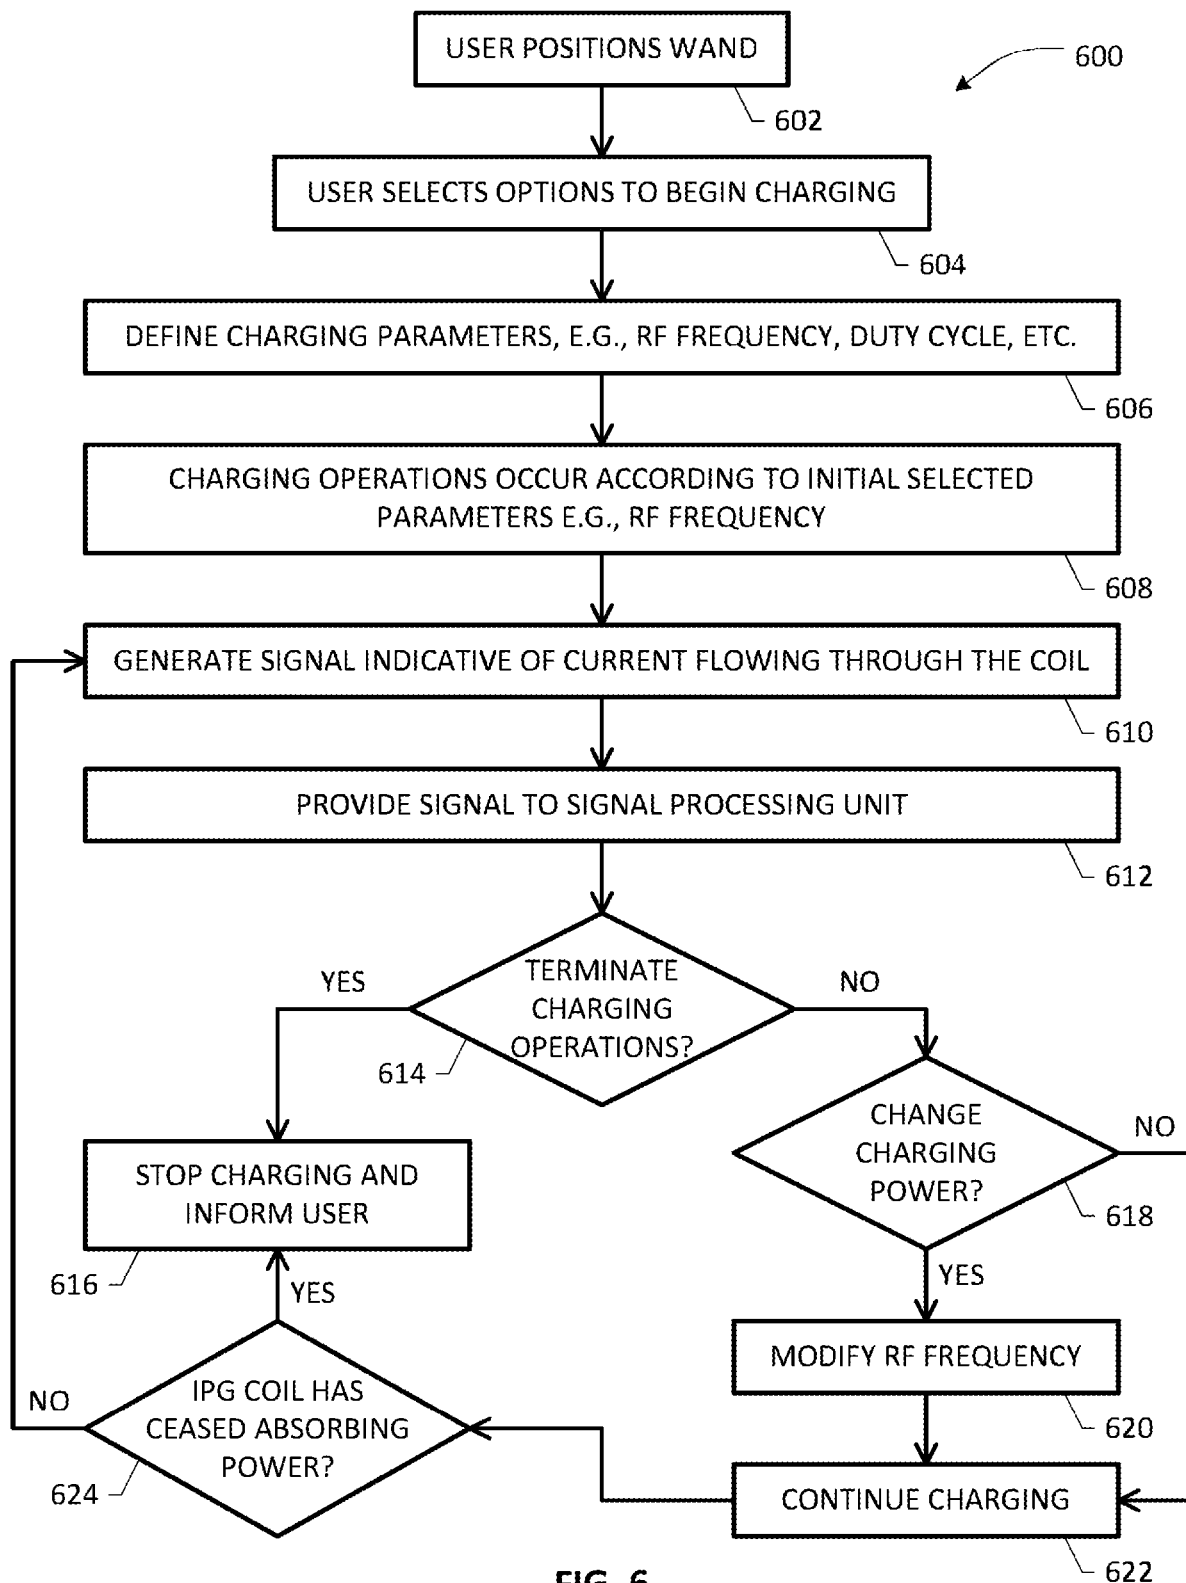 USER POSITIONS WAND
600
602
USER SELECTS OPTIONS TO BEGIN CHARGING
604
DEFINE CHARGING PARAMETERS, E.G., RF FREQUENCY, DUTY CYCLE, ETC.
606
CHARGING OPERATIONS OCCUR ACCORDING TO INITIAL SELECTED
PARAMETERS E.G., RF FREQUENCY
608
GENERATE SIGNAL INDICATIVE OF CURRENT FLOWING THROUGH THE COIL
610
PROVIDE SIGNAL TO SIGNAL PROCESSING UNIT
612
TERMINATE
CHARGING
OPERATIONS?
YES
NO
614
CHANGE
CHARGING
POWER?
NO
618
STOP CHARGING AND
INFORM USER
616
YES
YES
MODIFY RF FREQUENCY
620
IPG COIL HAS
CEASED ABSORBING
POWER?
NO
624
CONTINUE CHARGING
622
FIG. 6